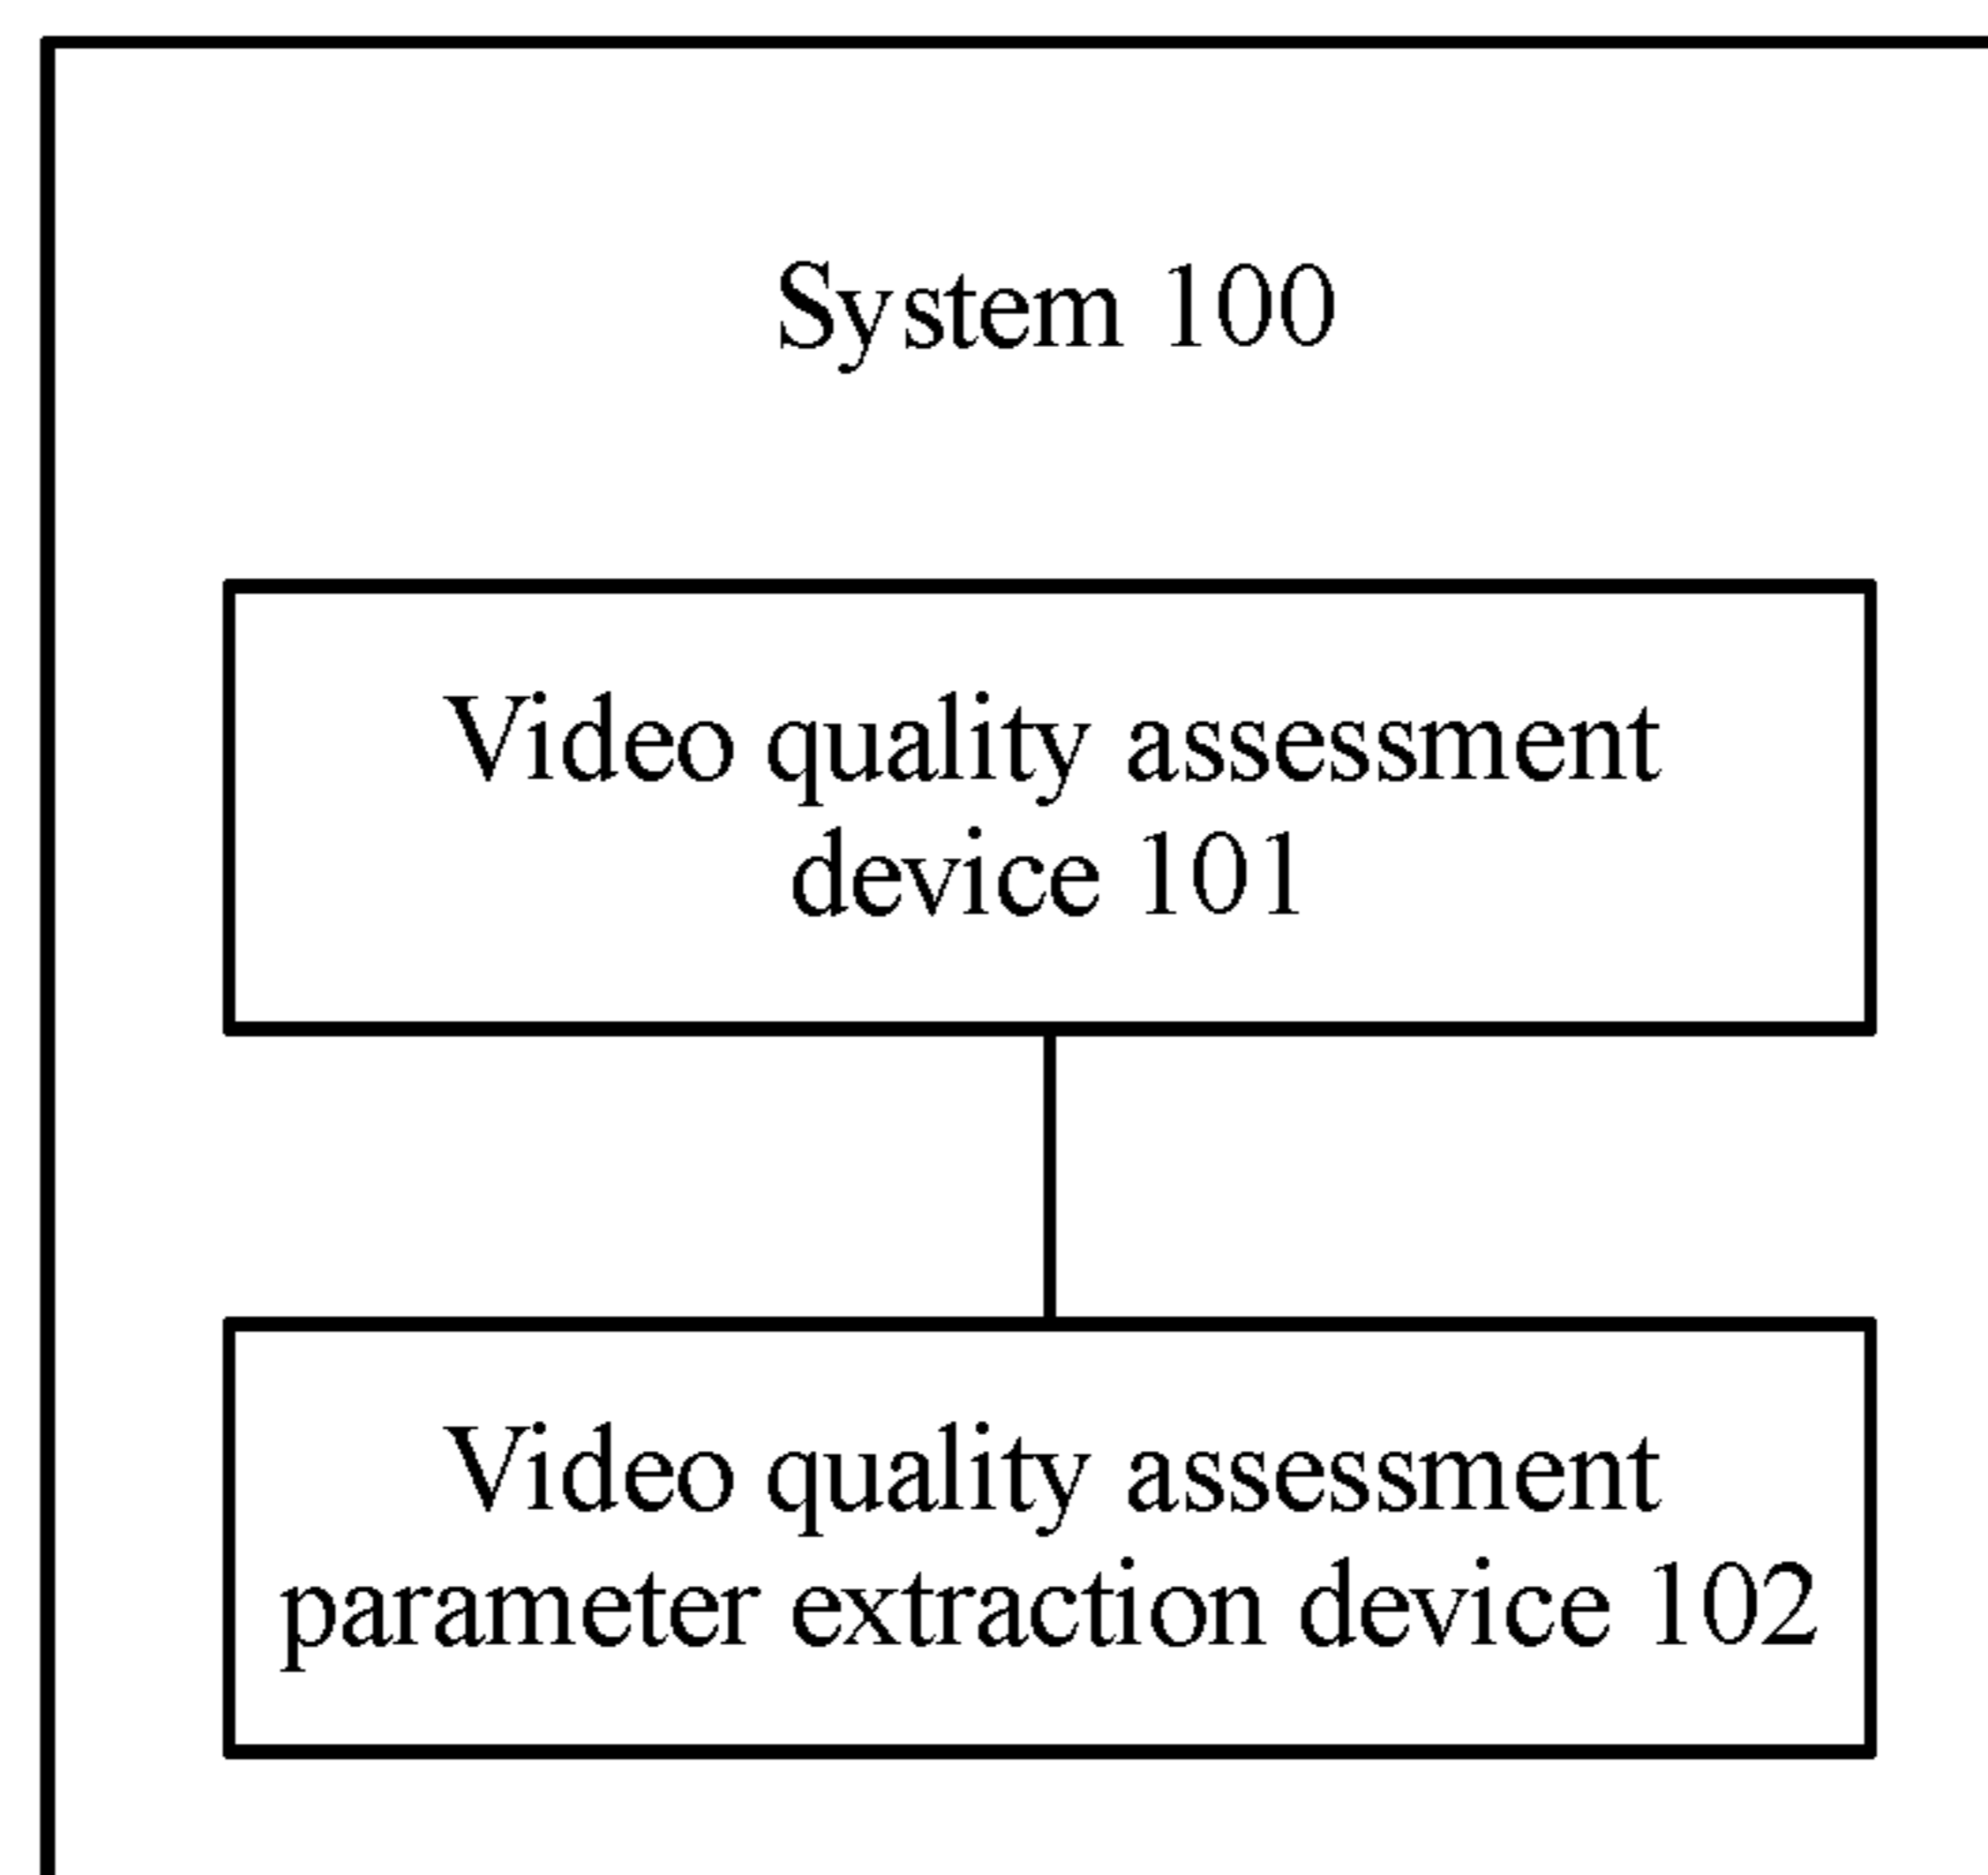 System 100
Video quality assessment
device 101
Video quality assessment
parameter extraction device 102